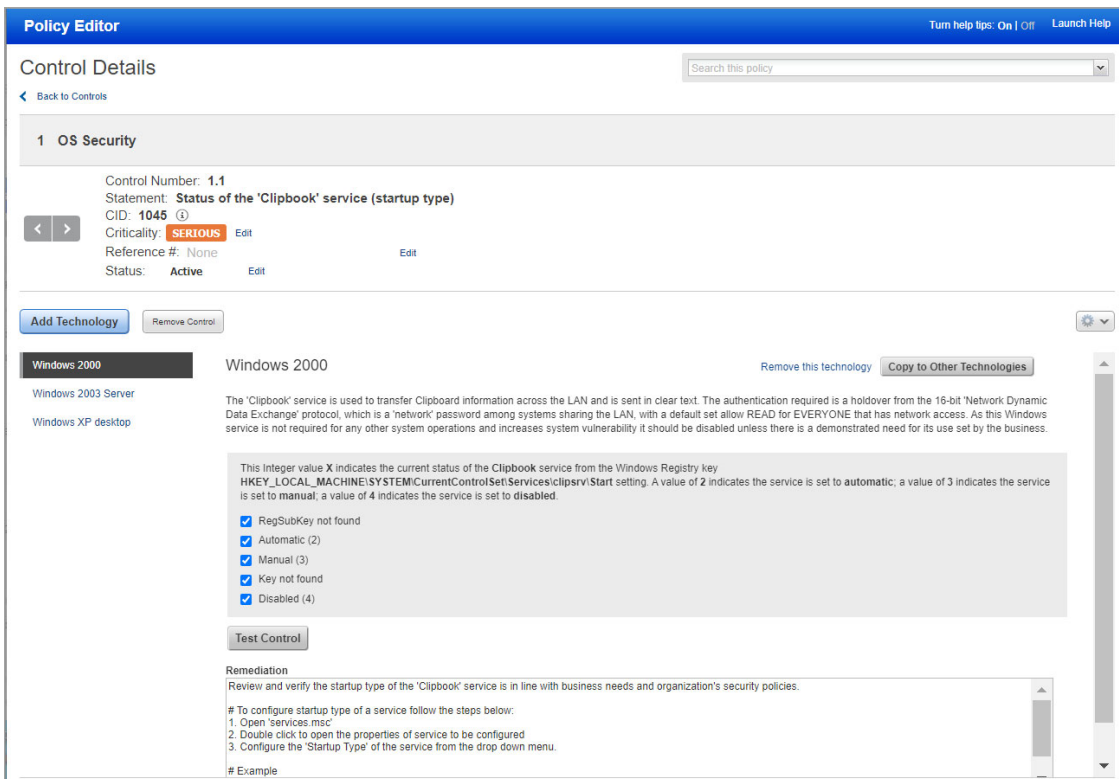 Policy Editor
Turn help tips: On | Off Launch Help
Control Details
Search this policy
Back to Controls
1 OS Security
Control Number: 1.1
Statement: Status of the 'Clipbook' service (startup type)
CID: 1045
Criticality: SERIOUS Edit
Reference #: None Edit
Status: Active Edit
Add Technology Remove Control
Windows 2000
Windows 2003 Server
Windows XP desktop
Windows 2000 Remove this technology Copy to Other Technologies
The 'Clipbook' service is used to transfer Clipboard information across the LAN and is sent in clear text. The authentication required is a holdover from the 16-bit 'Network Dynamic
Data Exchange' protocol, which is a 'network' password among systems sharing the LAN, with a default set allow READ for EVERYONE that has network access. As this Windows
service is not required for any other system operations and increases system vulnerability it should be disabled unless there is a demonstrated need for its use set by the business.
This Integer value X indicates the current status of the Clipbook service from the Windows Registry key
HKEY_LOCAL_MACHINE\SYSTEM\CurrentControlSet\Services\clipsrv\Start setting. A value of 2 indicates the service is set to automatic; a value of 3 indicates the service
is set to manual; a value of 4 indicates the service is set to disabled.
RegSubKey not found
Automatic (2)
Manual (3)
Key not found
Disabled (4)
Test Control
Remediation
Review and verify the startup type of the 'Clipbook' service is in line with business needs and organization's security policies.
# To configure startup type of a service follow the steps below:
1. Open 'services.msc'
2. Double click to open the properties of service to be configured
3. Configure the 'Startup Type' of the service from the drop down menu.
# Example